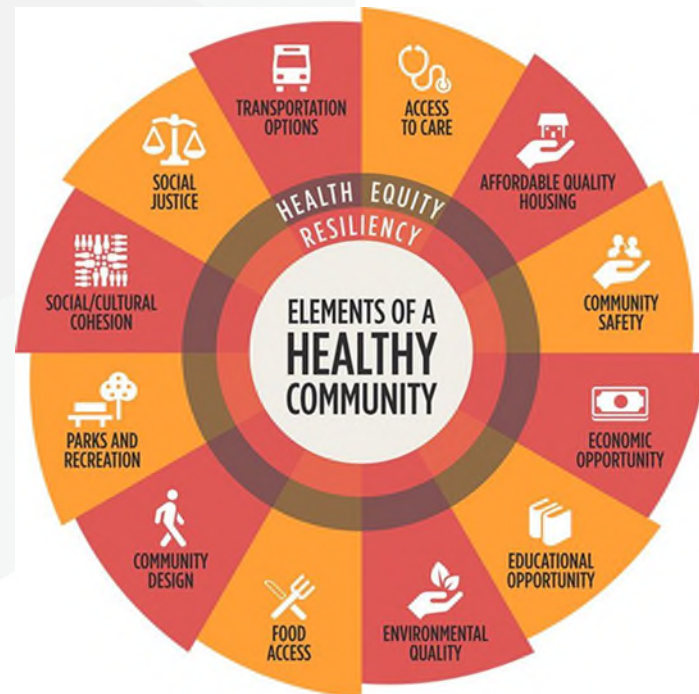 ELEMENTS OF A
HEALTHY
COMMUNITY
HEALTH EQUITY
RESILIENCY
ACCESS
TO CARE
AFFORDABLE QUALITY
HOUSING
COMMUNITY
SAFETY
ECONOMIC
OPPORTUNITY
EDUCATIONAL
OPPORTUNITY
ENVIRONMENTAL
QUALITY
FOOD
ACCESS
COMMUNITY
DESIGN
PARKS AND
RECREATION
SOCIAL/CULTURAL
COHESION
SOCIAL
JUSTICE
TRANSPORTATION
OPTIONS